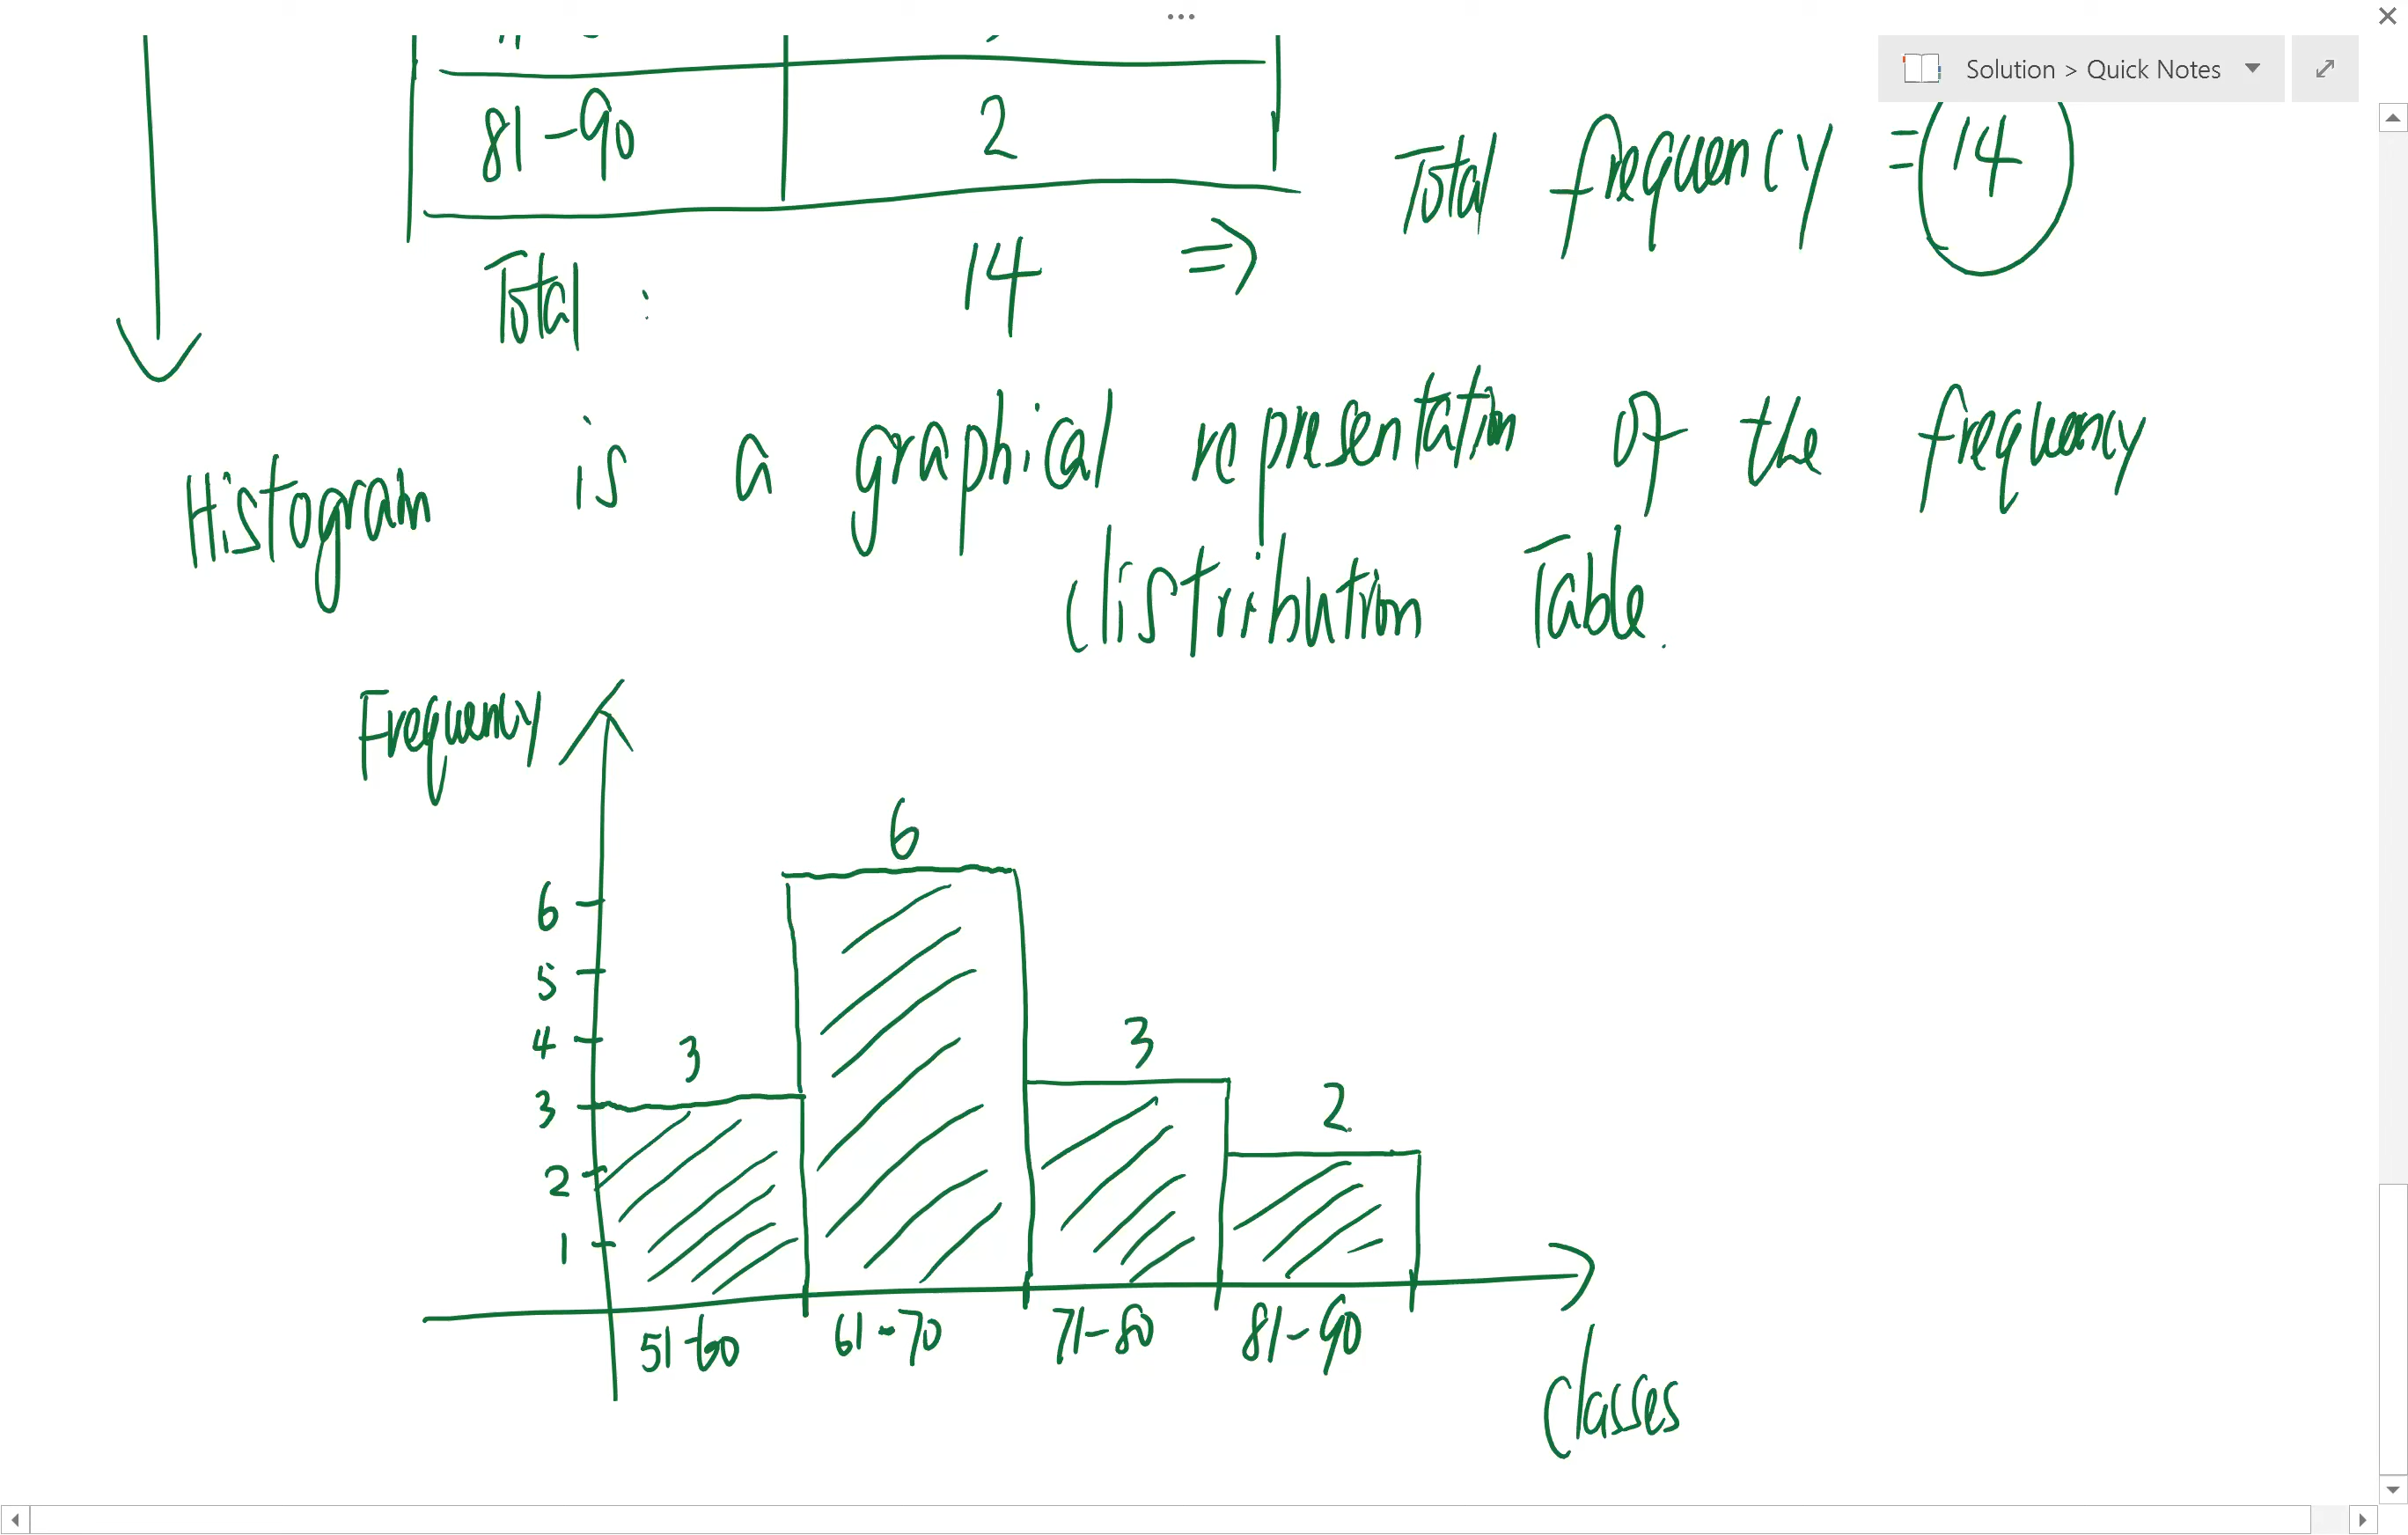 Solution > Quick Notes
81-90 2
Total frequency = 14
Total : 14 ⇒
Histogram is a graphical representation of the frequency
distribution Table.
Frequency
6
6
5
4
3
3
3
2
2
1
51-60 61-70 71-80 81-90
Classes